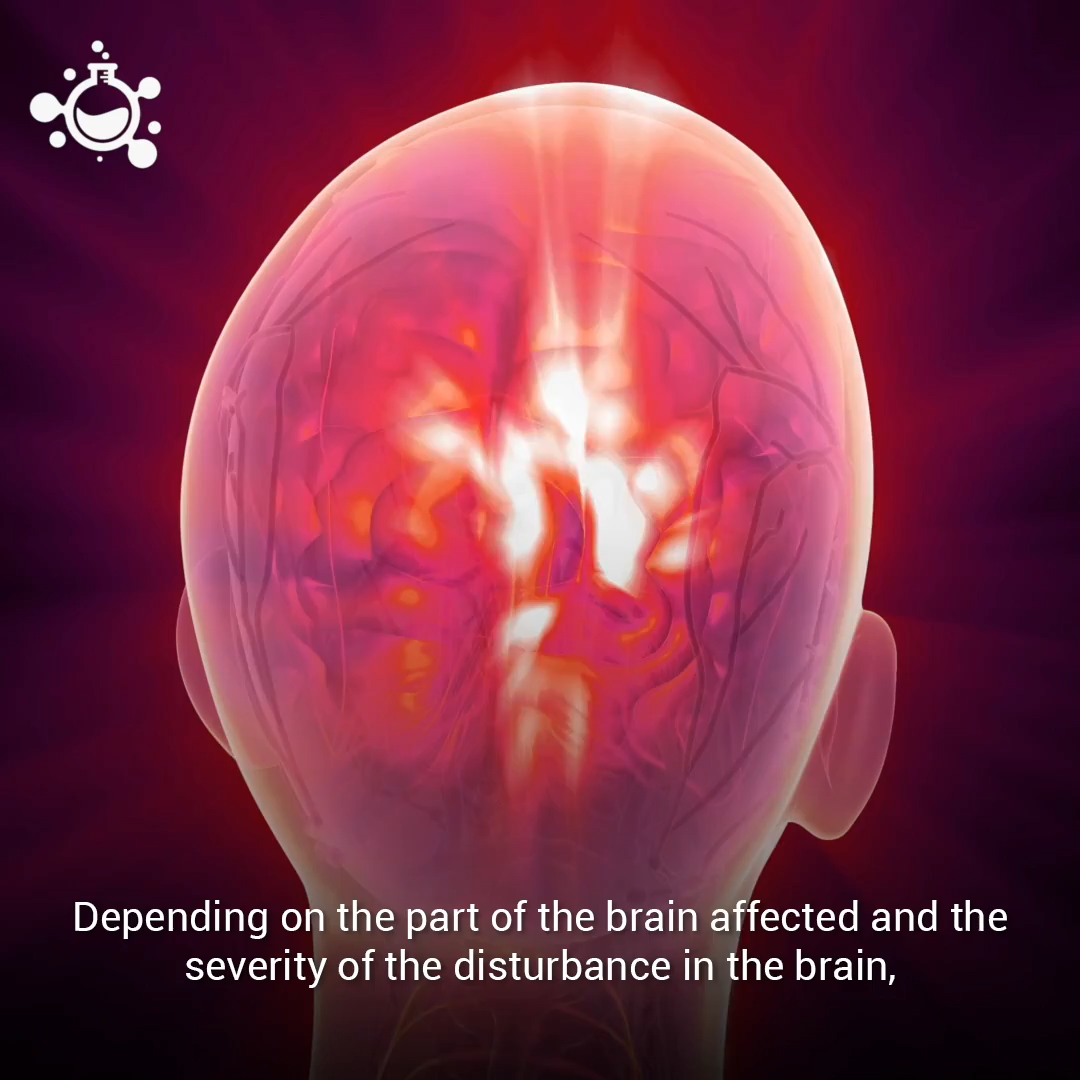 Depending on the part of the brain affected and the
severity of the disturbance in the brain,